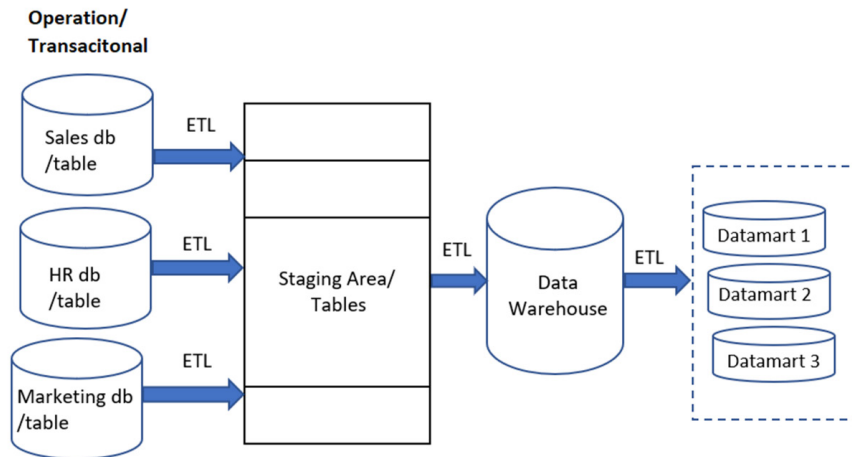 Operation/
Transacitonal
Sales db
/table
ETL
HR db
/table
ETL
Marketing db
/table
ETL
Staging Area/
Tables
ETL
Data
Warehouse
ETL
Datamart 1
Datamart 2
Datamart 3